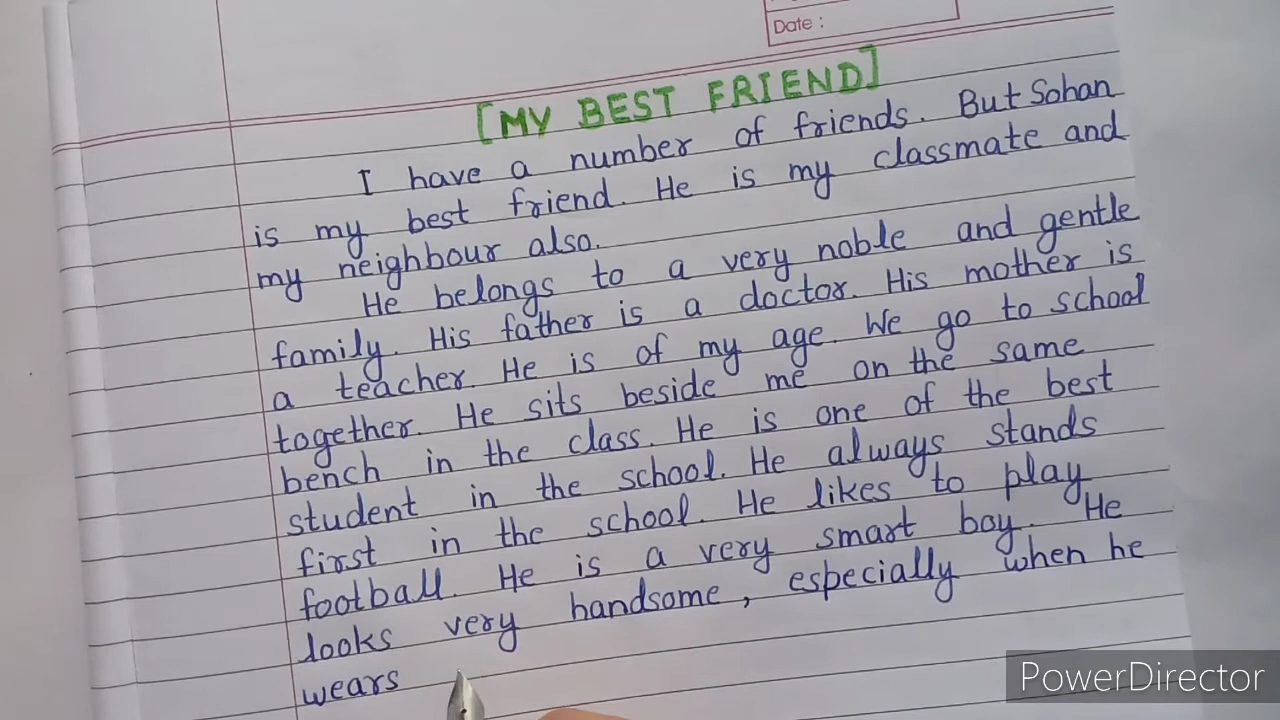 Date :
[MY BEST FRIEND]
I have a number of friends. But Sohan
is my best friend. He is my classmate and
my neighbour also.
He belongs to a very noble and gentle
family. His father is a doctor. His mother is
a teacher. He is of my age. We go to school
together. He sits beside me on the same
bench in the class. He is one of the best
student in the school. He always stands
first in the school. He likes to play
football. He is a very smart boy. He
looks very handsome, especially when he
wears
PowerDirector